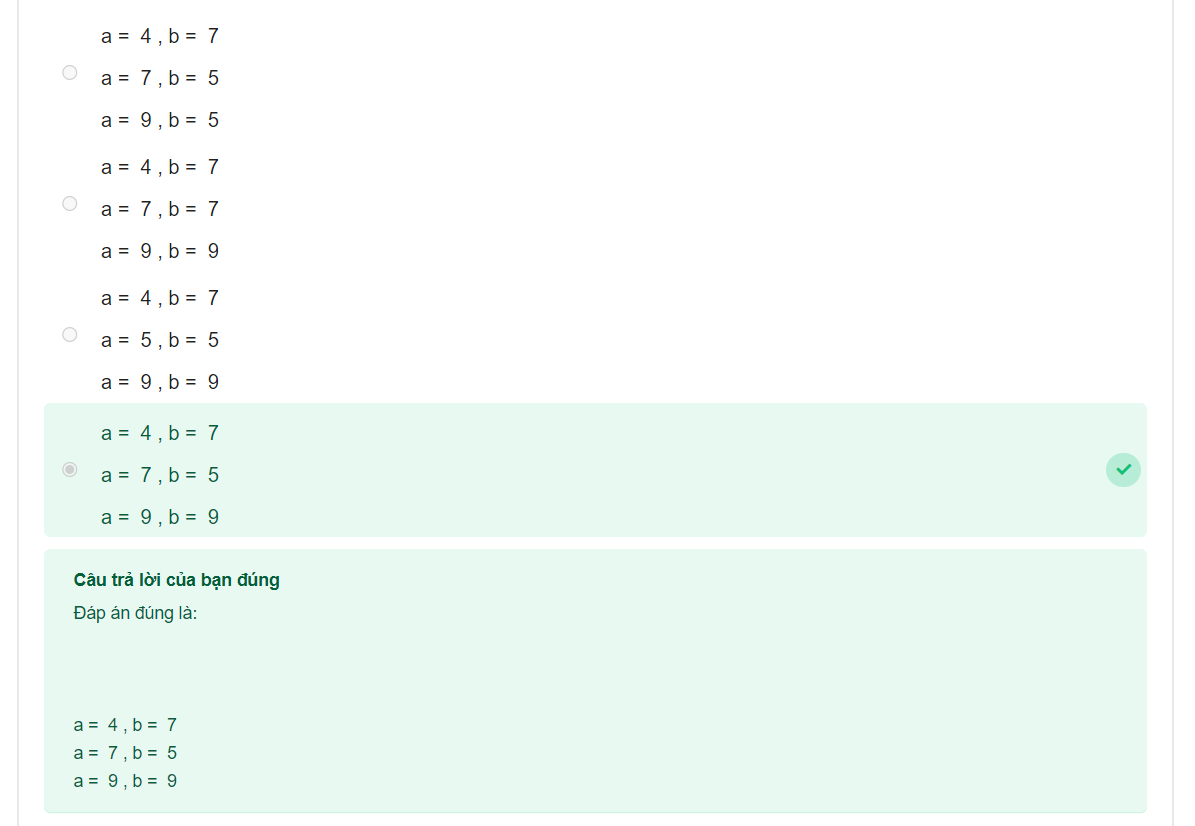 a = 4 , b = 7
a = 7 , b = 5
a = 9 , b = 5
a = 4 , b = 7
a = 7 , b = 7
a = 9 , b = 9
a = 4 , b = 7
a = 5 , b = 5
a = 9 , b = 9
a = 4 , b = 7
a = 7 , b = 5
a = 9 , b = 9
Câu trả lời của bạn đúng
Đáp án đúng là:
a = 4 , b = 7
a = 7 , b = 5
a = 9 , b = 9